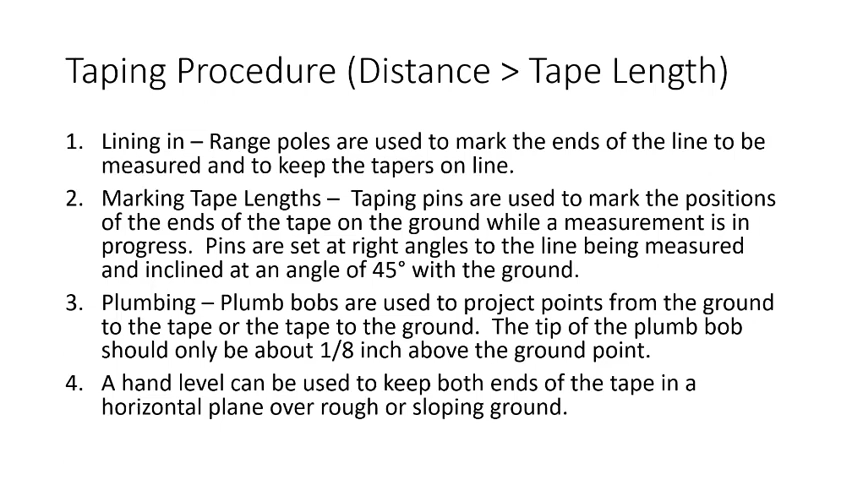 Taping Procedure (Distance > Tape Length)
1. Lining in – Range poles are used to mark the ends of the line to be
measured and to keep the tapers on line.
2. Marking Tape Lengths –  Taping pins are used to mark the positions
of the ends of the tape on the ground while a measurement is in
progress.  Pins are set at right angles to the line being measured
and inclined at an angle of 45° with the ground.
3. Plumbing – Plumb bobs are used to project points from the ground
to the tape or the tape to the ground.  The tip of the plumb bob
should only be about 1/8 inch above the ground point.
4. A hand level can be used to keep both ends of the tape in a
horizontal plane over rough or sloping ground.